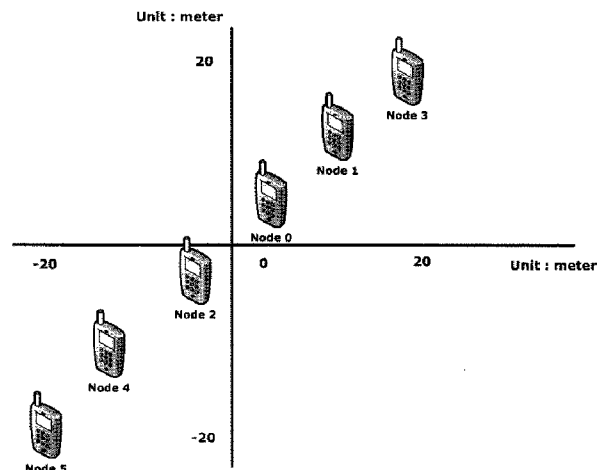 Unit : meter
20
Node 3
Node 1
Node 0
-20
0
20
Unit : meter
Node 2
Node 4
-20
Node 5